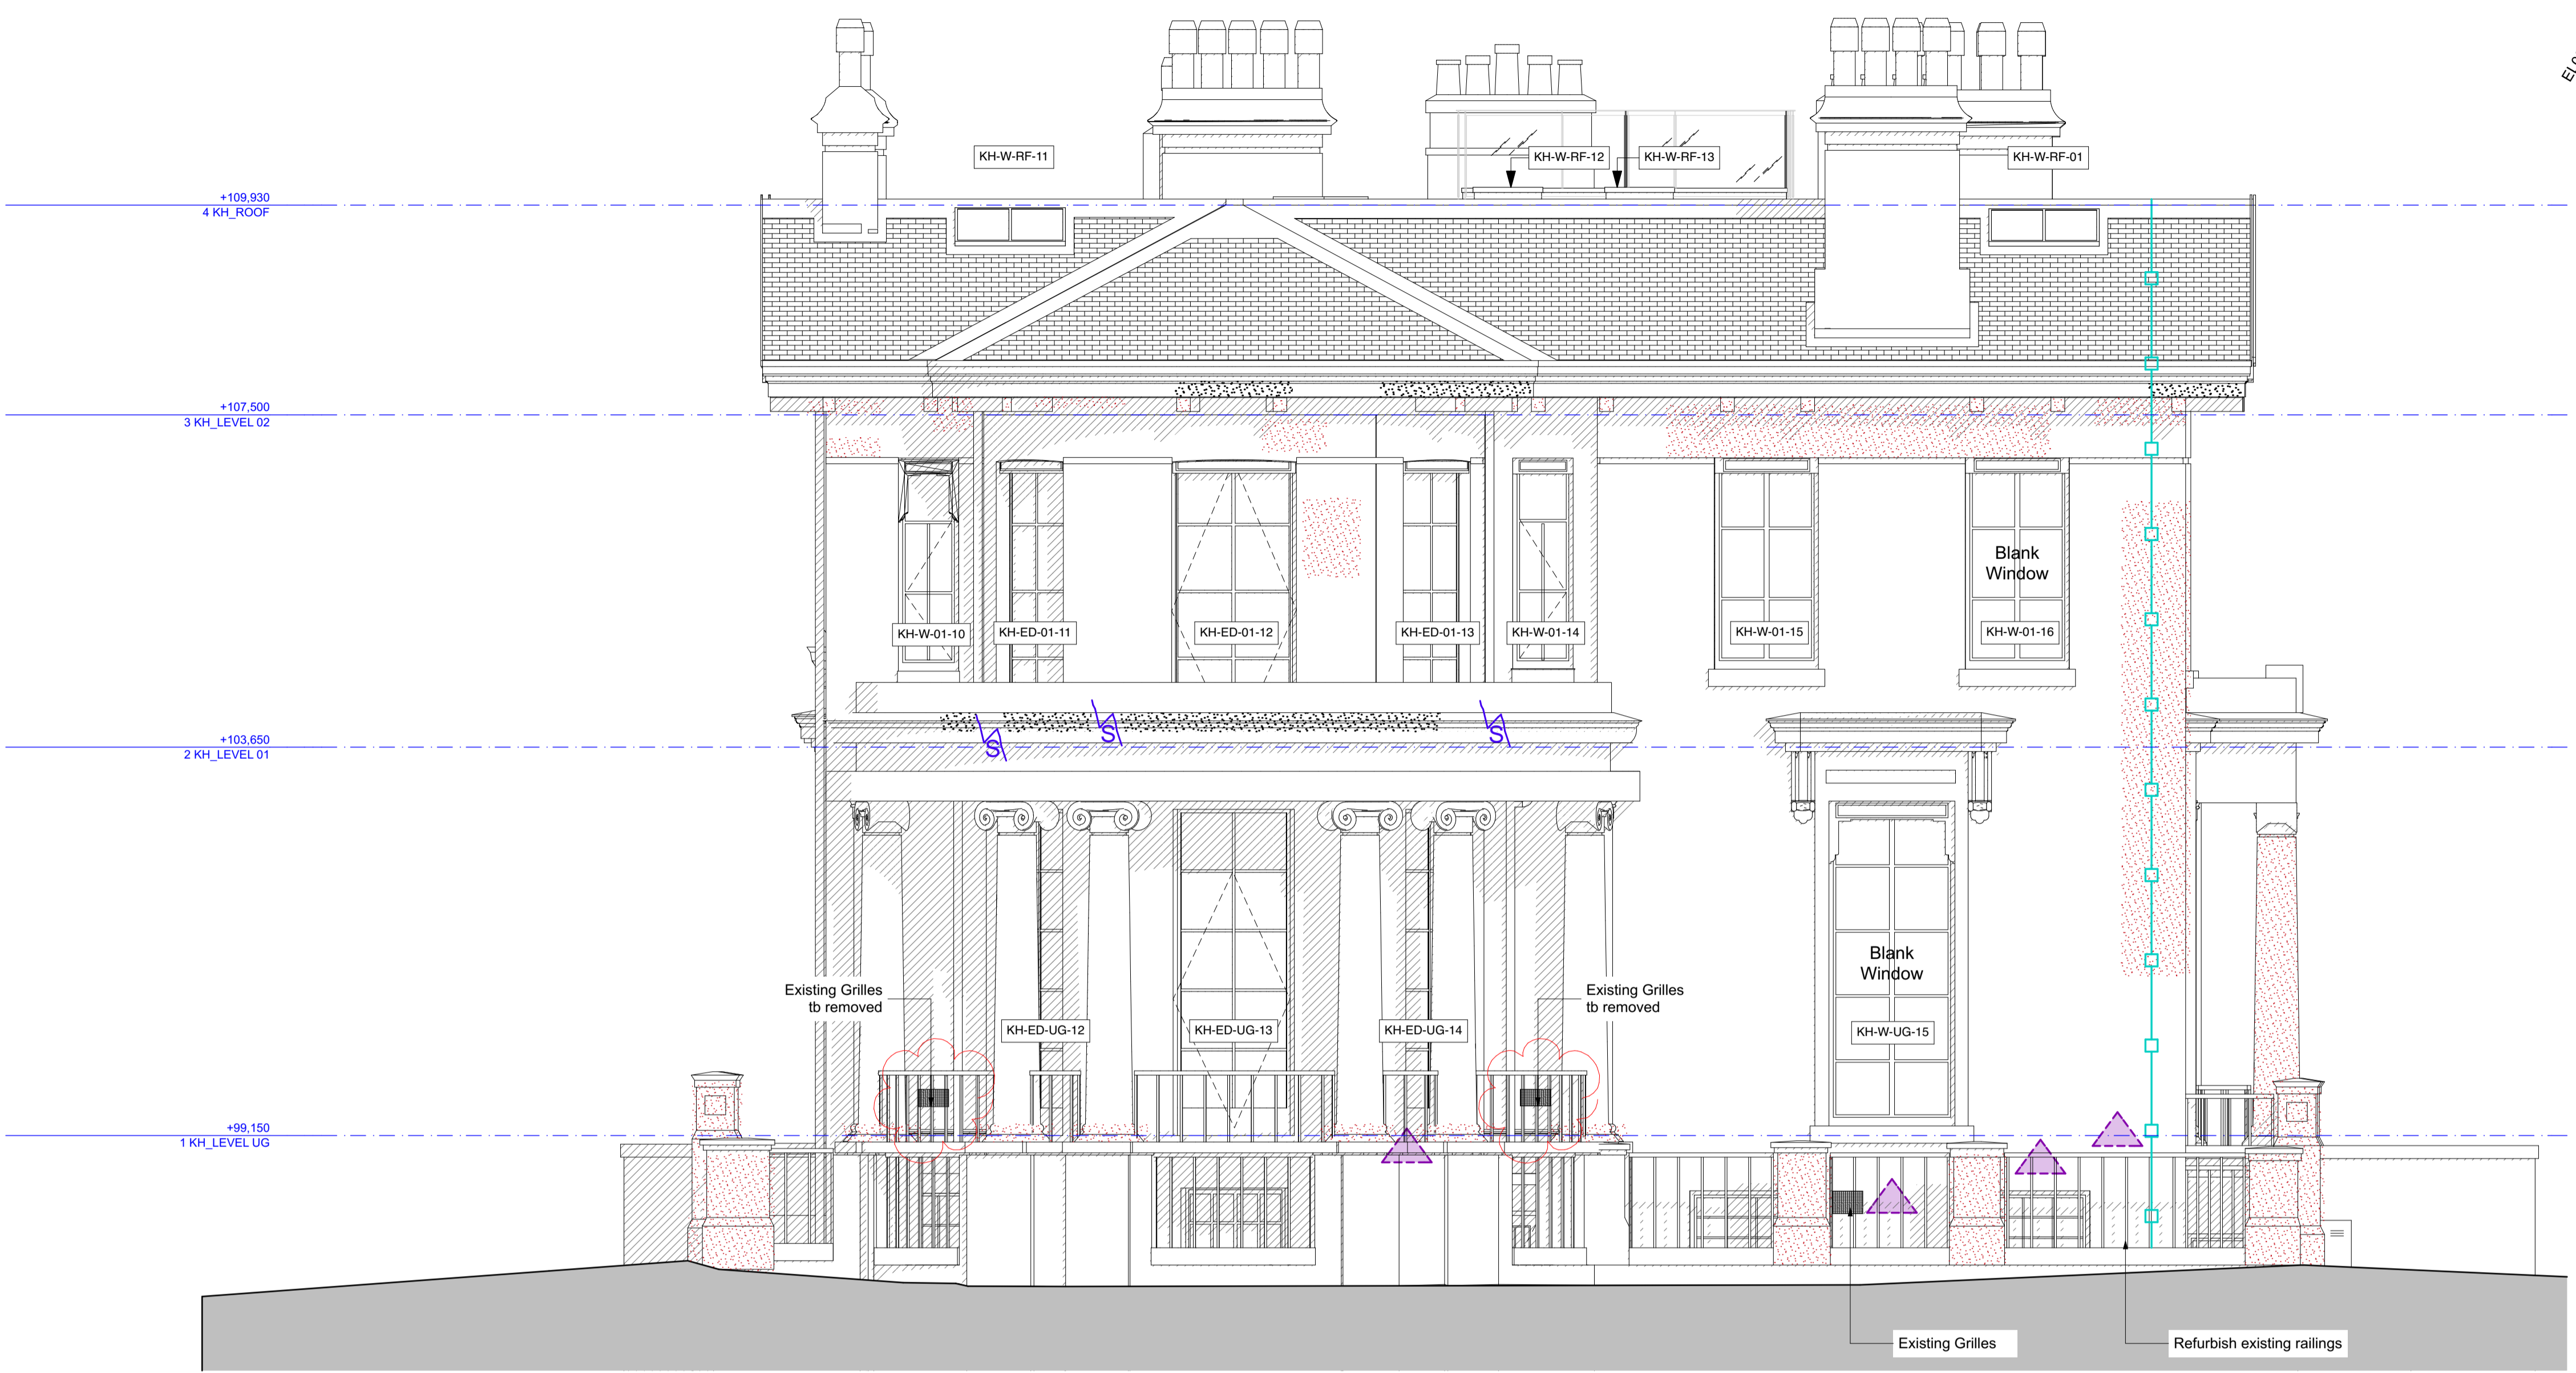 El
KH-W-RF-11
KH-W-RF-12
KH-W-RF-13
KH-W-RF-01
+109,930
4 KH_ROOF
+107,500
3 KH_LEVEL 02
Blank
Window
KH-W-01-10
KH-ED-01-11
KH-ED-01-12
KH-ED-01-13
KH-W-01-14
KH-W-01-15
KH-W-01-16
S
S
S
+103,650
2 KH_LEVEL 01
Blank
Window
Existing Grilles
tb removed
Existing Grilles
tb removed
KH-ED-UG-12
KH-ED-UG-13
KH-ED-UG-14
KH-W-UG-15
+99,150
1 KH_LEVEL UG
Existing Grilles
Refurbish existing railings